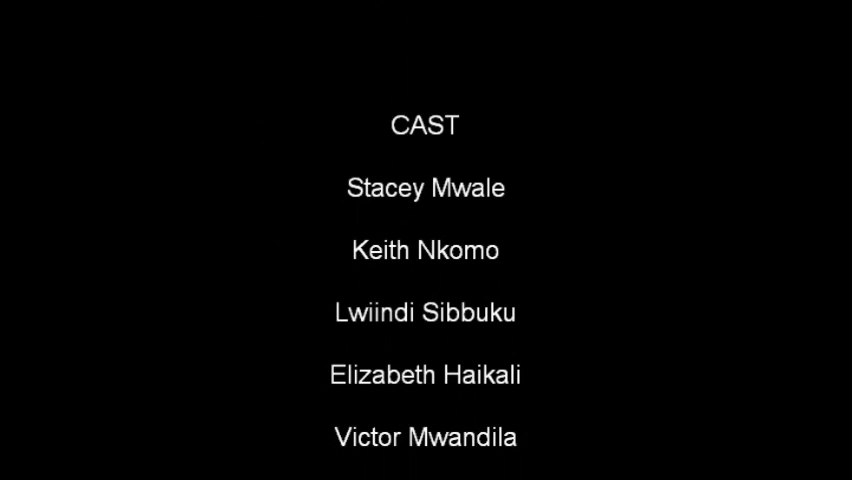 CAST
Stacey Mwale
Keith Nkomo
Lwiindi Sibbuku
Elizabeth Haikali
Victor Mwandila